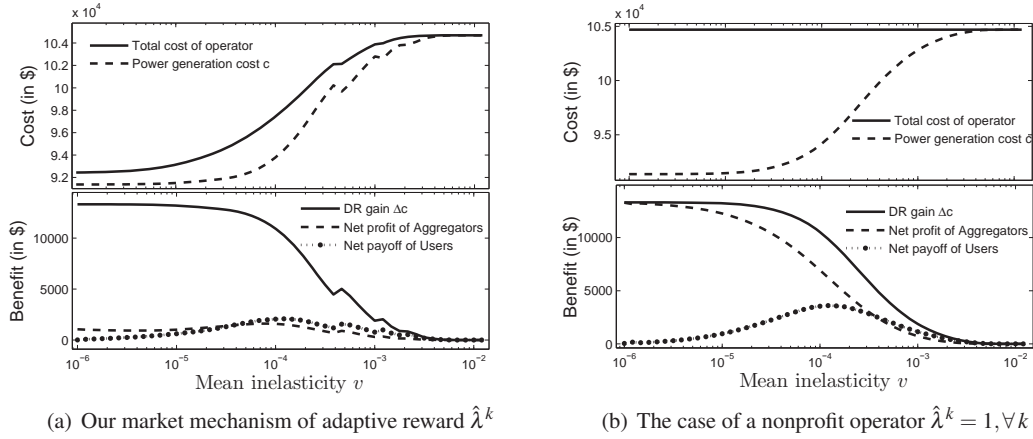 x 10⁴
10.4
10.2
10
9.8
9.6
9.4
9.2
Cost (in $)
Total cost of operator
Power generation cost c
10000
5000
0
Benefit (in $)
DR gain Δc
Net profit of Aggregators
Net payoff of Users
10⁻⁶ 10⁻⁵ 10⁻⁴ 10⁻³ 10⁻²
Mean inelasticity v
(a) Our market mechanism of adaptive reward λ̂ᵏ
x 10⁴
10.5
10
9.5
Cost (in $)
Total cost of operator
Power generation cost c
10000
5000
0
Benefit (in $)
DR gain Δc
Net profit of Aggregators
Net payoff of Users
10⁻⁶ 10⁻⁵ 10⁻⁴ 10⁻³ 10⁻²
Mean inelasticity v
(b) The case of a nonprofit operator λ̂ᵏ = 1, ∀k